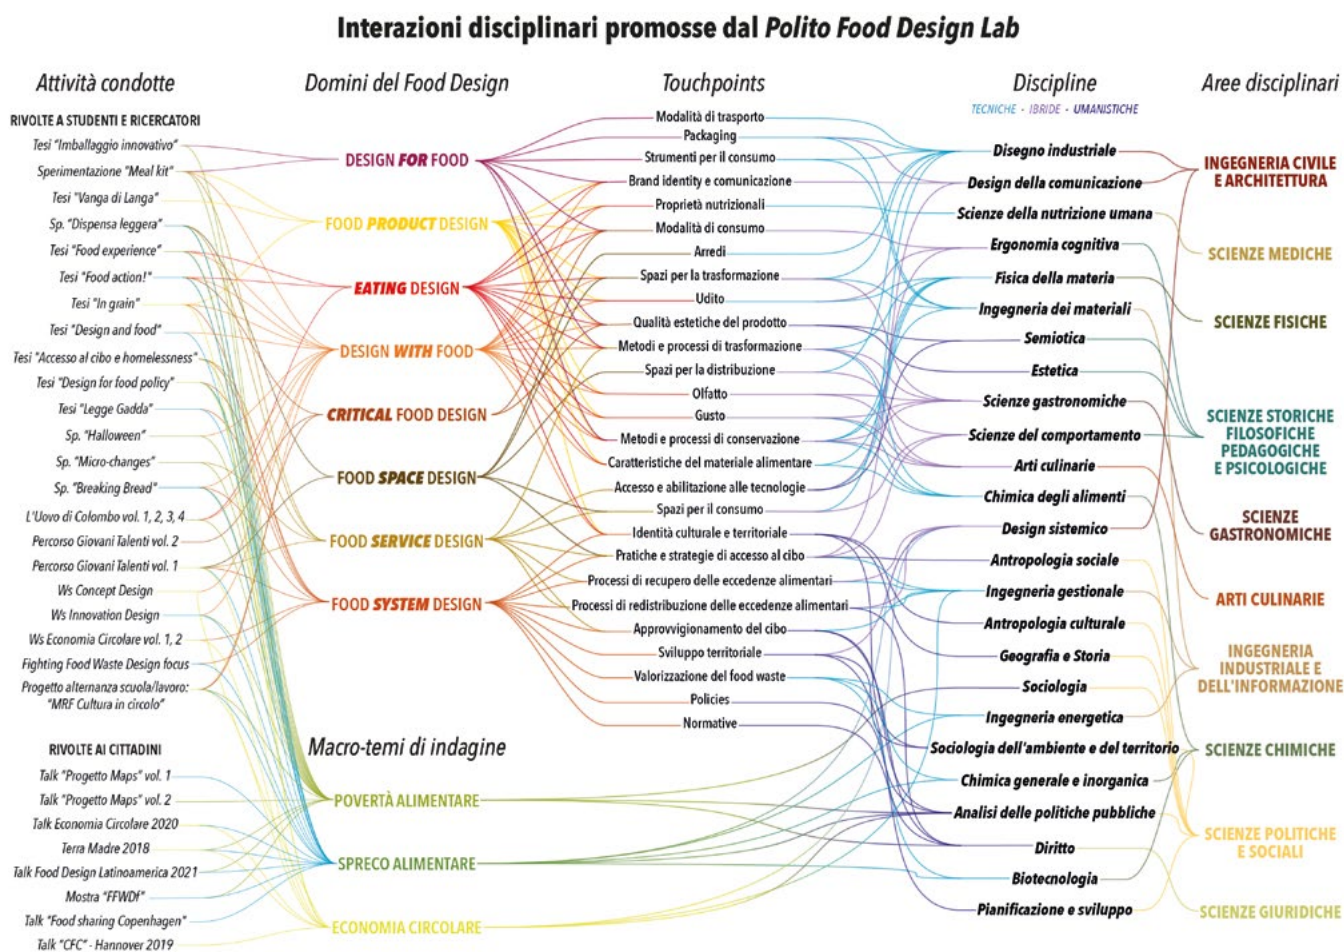 Interazioni disciplinari promosse dal Polito Food Design Lab
Attività condotte
Domini del Food Design
Touchpoints
Discipline
Aree disciplinari
TECNICHE - IBRIDE - UMANISTICHE
RIVOLTE A STUDENTI E RICERCATORI
Tesi "Imballaggio innovativo"
Sperimentazione "Meal kit"
Tesi "Vanga di Langa"
Sp. "Dispensa leggera"
Tesi "Food experience"
Tesi "Food action!"
Tesi "In grain"
Tesi "Design and food"
Tesi "Accesso al cibo e homelessness"
Tesi "Design for food policy"
Tesi "Legge Gadda"
Sp. "Halloween"
Sp. "Micro-changes"
Sp. "Breaking Bread"
L'Uovo di Colombo vol. 1, 2, 3, 4
Percorso Giovani Talenti vol. 2
Percorso Giovani Talenti vol. 1
Ws Concept Design
Ws Innovation Design
Ws Economia Circolare vol. 1, 2
Fighting Food Waste Design focus
Progetto alternanza scuola/lavoro:
"MRF Cultura in circolo"
RIVOLTE AI CITTADINI
Talk "Progetto Maps" vol. 1
Talk "Progetto Maps" vol. 2
Talk Economia Circolare 2020
Terra Madre 2018
Talk Food Design Latinoamerica 2021
Mostra "FFWDf"
Talk "Food sharing Copenhagen"
Talk "CFC" - Hannover 2019
DESIGN FOR FOOD
FOOD PRODUCT DESIGN
EATING DESIGN
DESIGN WITH FOOD
CRITICAL FOOD DESIGN
FOOD SPACE DESIGN
FOOD SERVICE DESIGN
FOOD SYSTEM DESIGN
Macro-temi di indagine
POVERTÀ ALIMENTARE
SPRECO ALIMENTARE
ECONOMIA CIRCOLARE
Modalità di trasporto
Packaging
Strumenti per il consumo
Brand identity e comunicazione
Proprietà nutrizionali
Modalità di consumo
Arredi
Spazi per la trasformazione
Udito
Qualità estetiche del prodotto
Metodi e processi di trasformazione
Spazi per la distribuzione
Olfatto
Gusto
Metodi e processi di conservazione
Caratteristiche del materiale alimentare
Accesso e abilitazione alle tecnologie
Spazi per il consumo
Identità culturale e territoriale
Pratiche e strategie di accesso al cibo
Processi di recupero delle eccedenze alimentari
Processi di redistribuzione delle eccedenze alimentari
Approvvigionamento del cibo
Sviluppo territoriale
Valorizzazione del food waste
Policies
Normative
Disegno industriale
Design della comunicazione
Scienze della nutrizione umana
Ergonomia cognitiva
Fisica della materia
Ingegneria dei materiali
Semiotica
Estetica
Scienze gastronomiche
Scienze del comportamento
Arti culinarie
Chimica degli alimenti
Design sistemico
Antropologia sociale
Ingegneria gestionale
Antropologia culturale
Geografia e Storia
Sociologia
Ingegneria energetica
Sociologia dell'ambiente e del territorio
Chimica generale e inorganica
Analisi delle politiche pubbliche
Diritto
Biotecnologia
Pianificazione e sviluppo
INGEGNERIA CIVILE
E ARCHITETTURA
SCIENZE MEDICHE
SCIENZE FISICHE
SCIENZE STORICHE
FILOSOFICHE
PEDAGOGICHE
E PSICOLOGICHE
SCIENZE
GASTRONOMICHE
ARTI CULINARIE
INGEGNERIA
INDUSTRIALE E
DELL'INFORMAZIONE
SCIENZE CHIMICHE
SCIENZE POLITICHE
E SOCIALI
SCIENZE GIURIDICHE